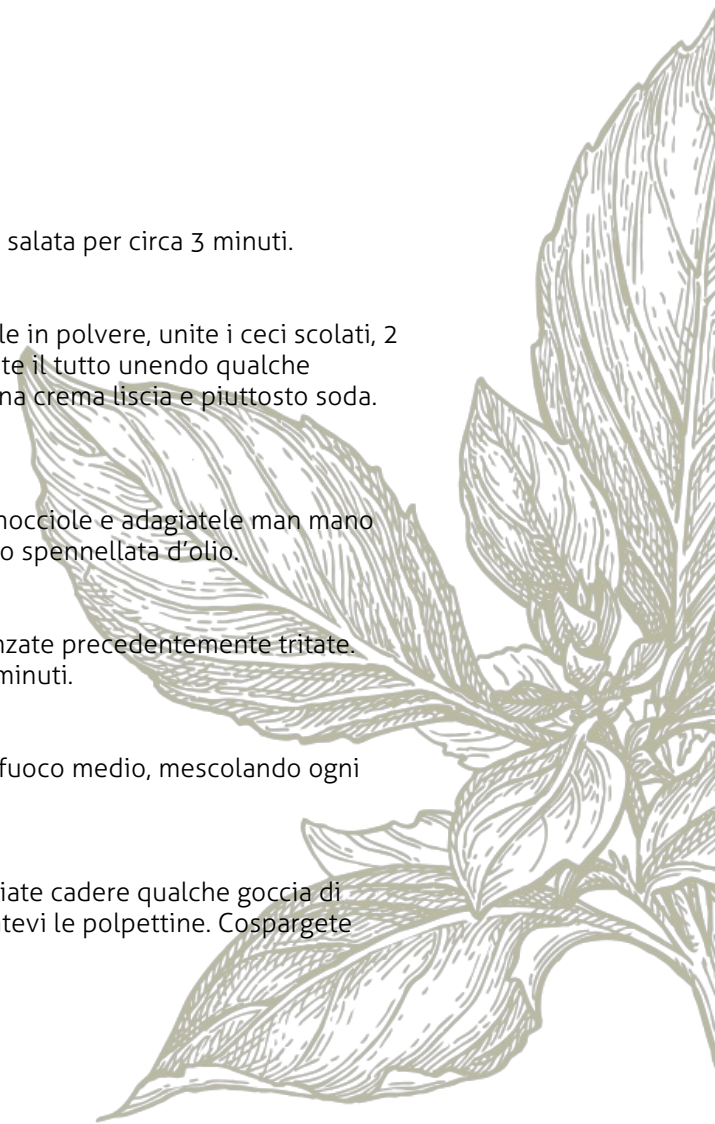 salata per circa 3 minuti.
le in polvere, unite i ceci scolati, 2
te il tutto unendo qualche
na crema liscia e piuttosto soda.
nocciole e adagiatele man mano
o spennellata d'olio.
nzate precedentemente tritate.
minuti.
fuoco medio, mescolando ogni
iate cadere qualche goccia di
atevi le polpettine. Cospargete